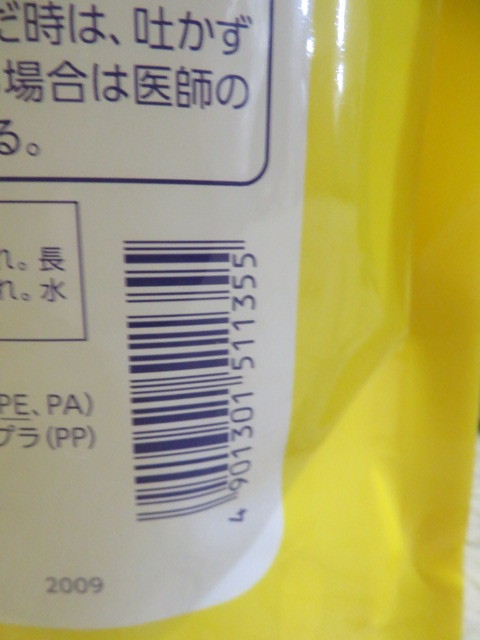 だ時は、吐かず
場合は医師の
る。
れ。長
れ。水
PE、PA)
プラ(PP)
4 901301 511355
2009